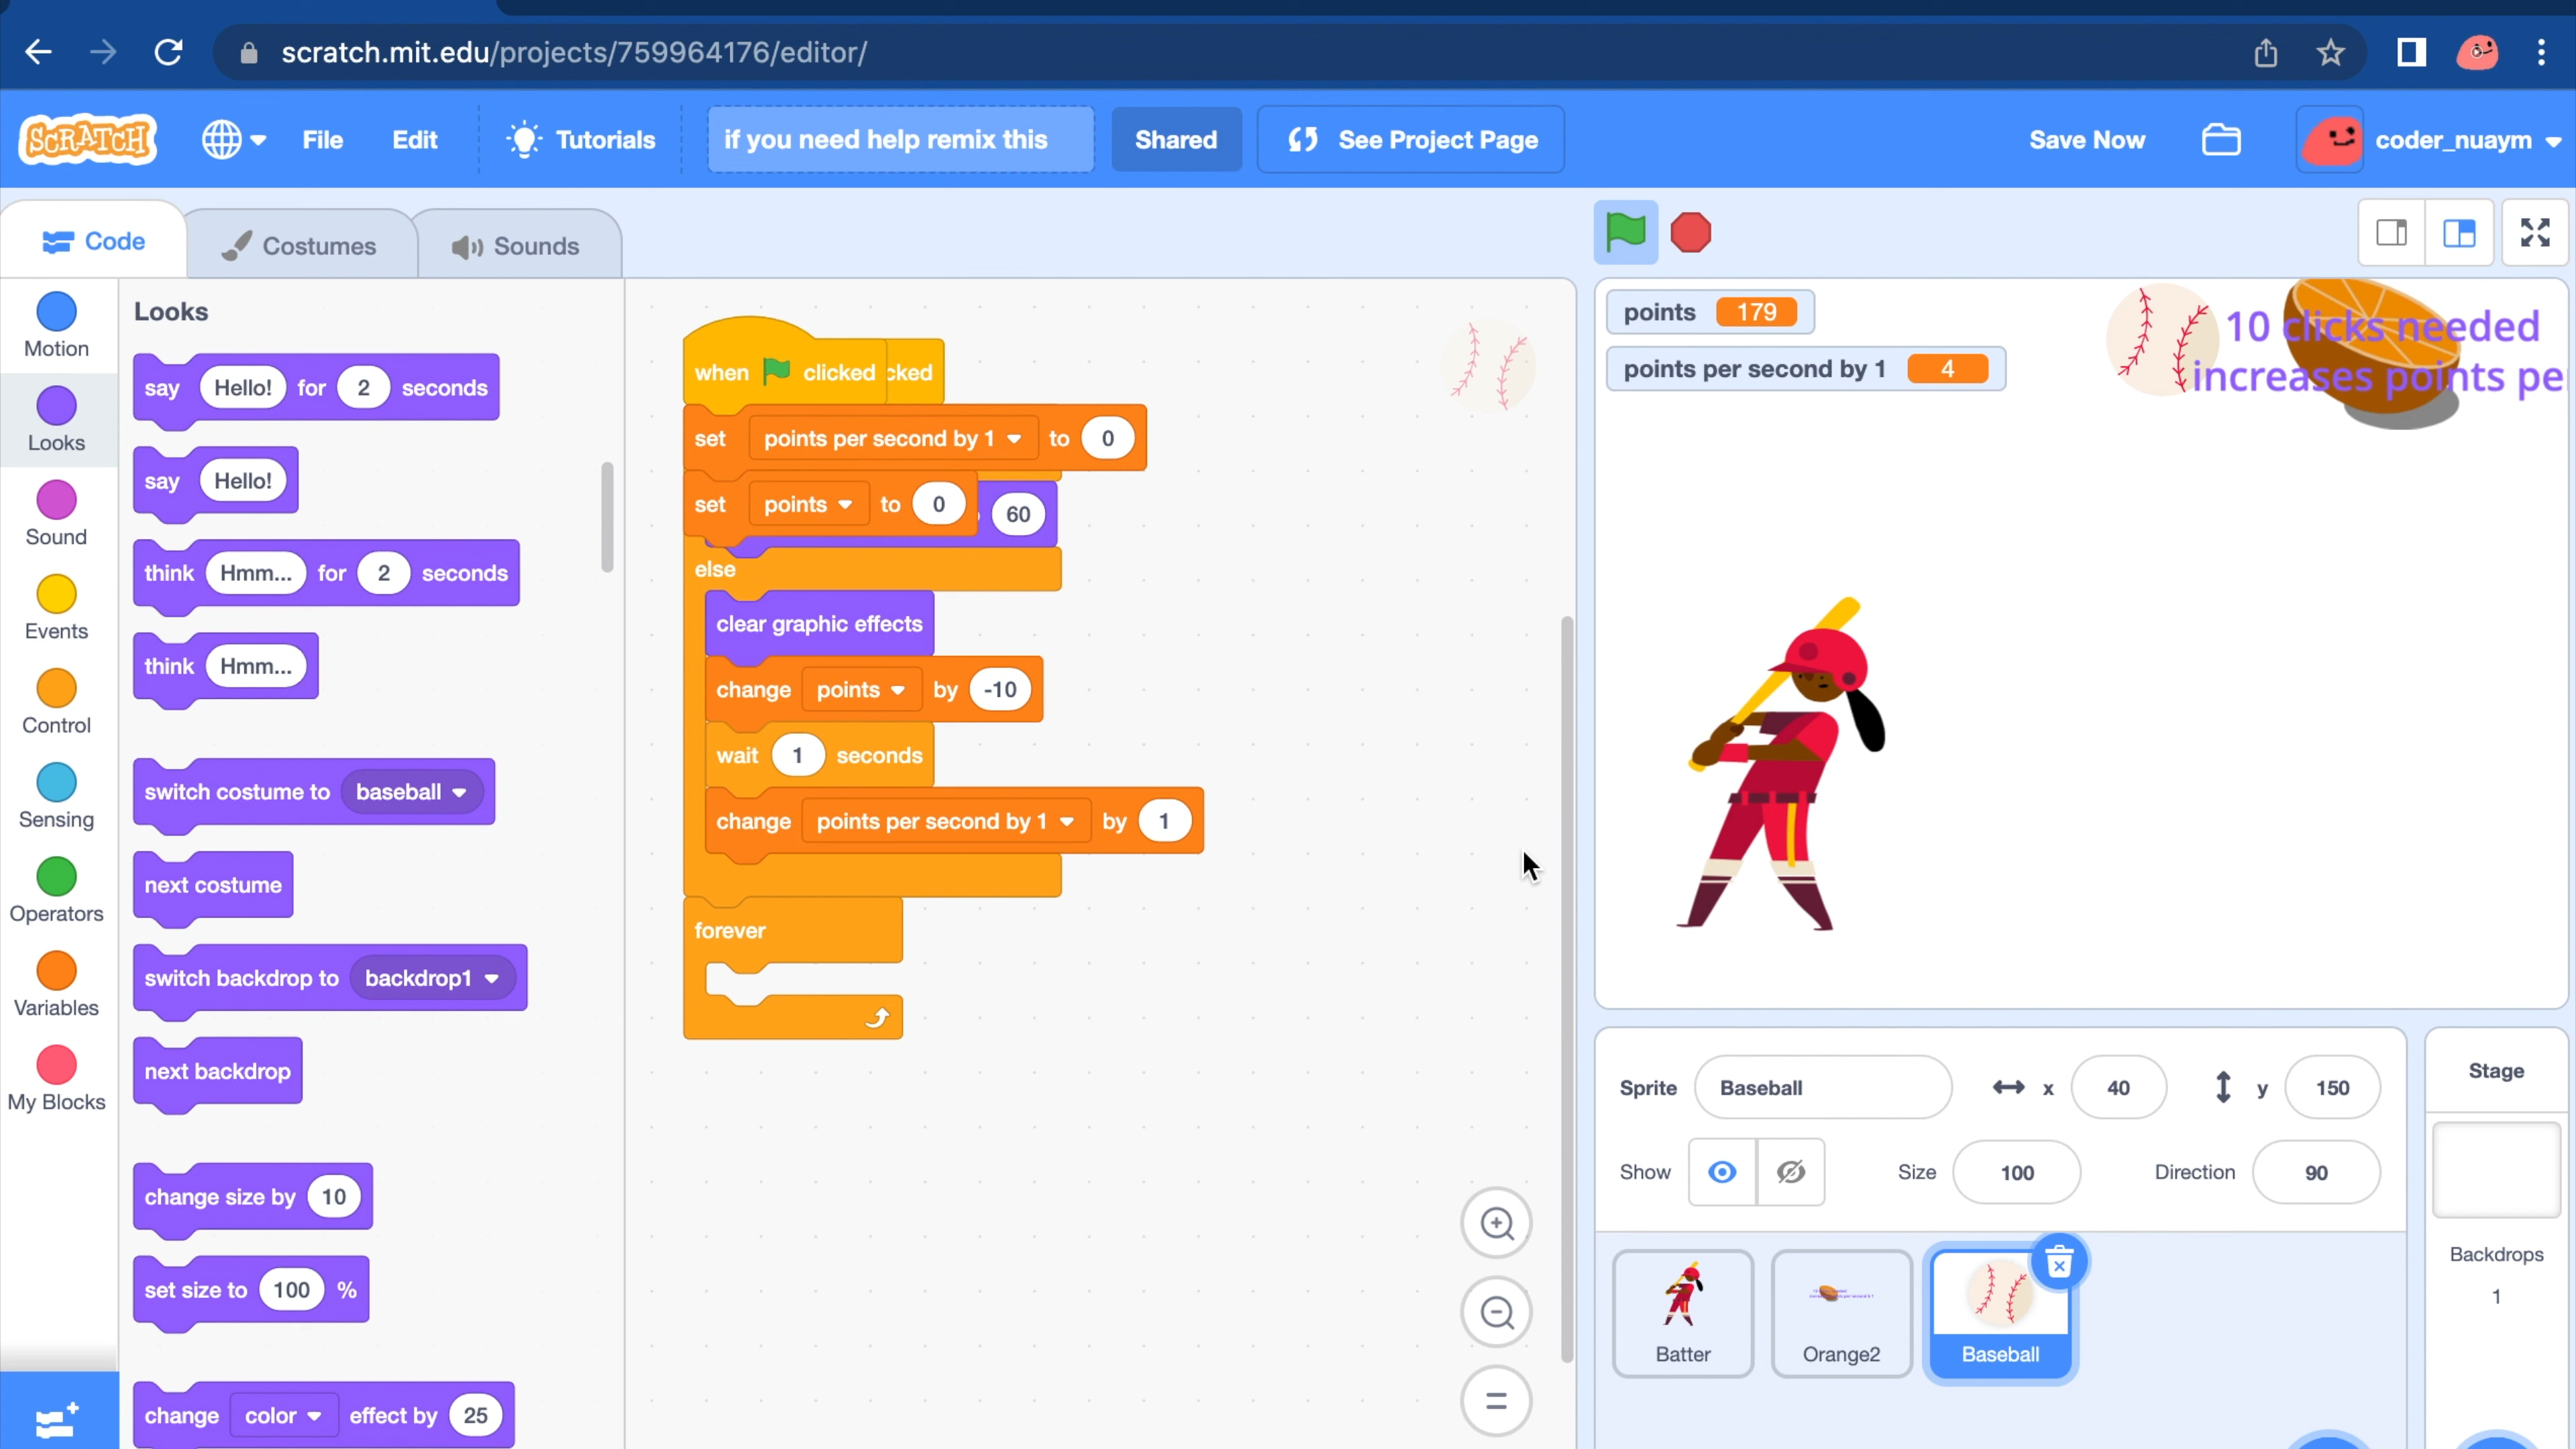 scratch.mit.edu/projects/759964176/editor/
SCRATCH File Edit Tutorials if you need help remix this Shared See Project Page Save Now coder_nuaym
Code Costumes Sounds
Motion
Looks
Sound
Events
Control
Sensing
Operators
Variables
My Blocks
Looks
say Hello! for 2 seconds
say Hello!
think Hmm... for 2 seconds
think Hmm...
switch costume to baseball
next costume
switch backdrop to backdrop1
next backdrop
change size by 10
set size to 100 %
change color effect by 25
when clicked cked
set points per second by 1 to 0
set points to 0 60
else
clear graphic effects
change points by -10
wait 1 seconds
change points per second by 1 by 1
forever
points 179
points per second by 1 4
10 clicks needed
increases points pe
Sprite Baseball x 40 y 150
Show Size 100 Direction 90
Batter Orange2 Baseball
Stage
Backdrops
1